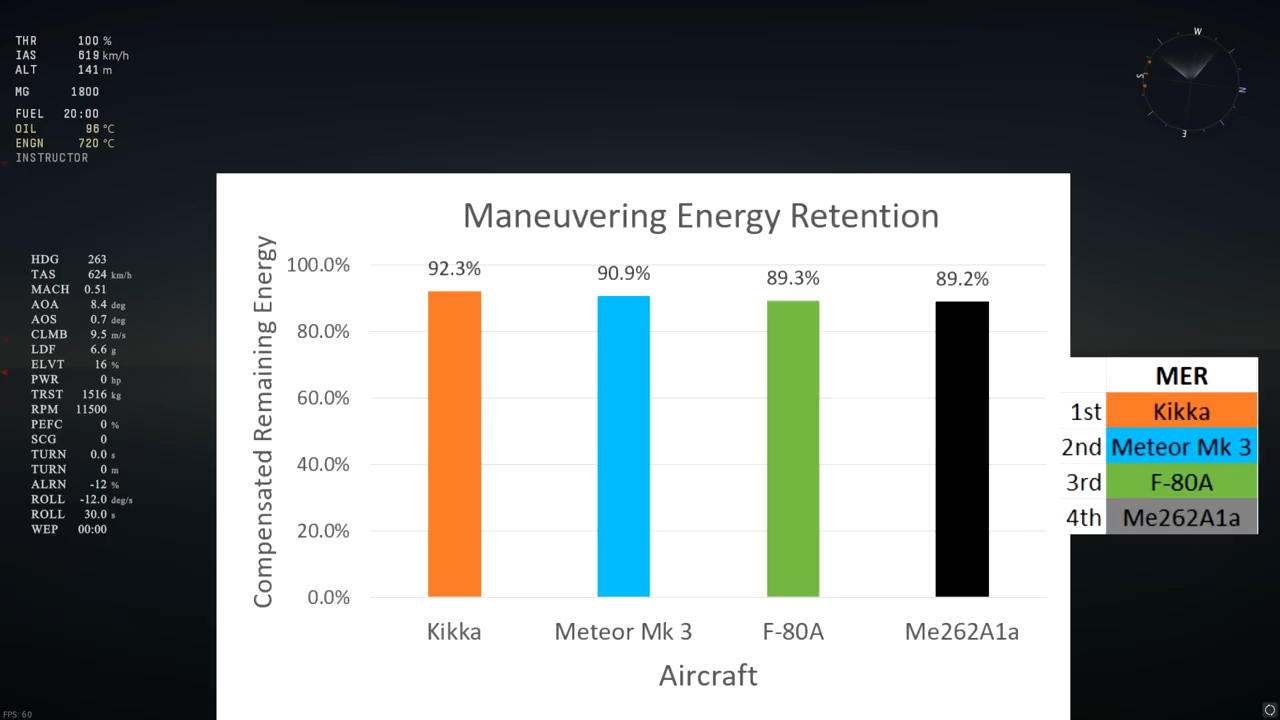 THR 100 %
IAS 619 km/h
ALT 141 m
MG 1800
FUEL 20:00
OIL 96 °C
ENGN 720 °C
INSTRUCTOR
W
S
N
E
HDG 263
TAS 624 km/h
MACH 0.51
AOA 8.4 deg
AOS 0.7 deg
CLMB 9.5 m/s
LDF 6.6 g
ELVT 16 %
PWR 0 hp
TRST 1516 kg
RPM 11500
PEFC 0 %
SCG 0
TURN 0.0 s
TURN 0 m
ALRN -12 %
ROLL -12.0 deg/s
ROLL 30.0 s
WEP 00:00
Maneuvering Energy Retention
Compensated Remaining Energy
100.0%
80.0%
60.0%
40.0%
20.0%
0.0%
92.3%
90.9%
89.3%
89.2%
Kikka
Meteor Mk 3
F-80A
Me262A1a
Aircraft
MER
1st Kikka
2nd Meteor Mk 3
3rd F-80A
4th Me262A1a
FPS: 60